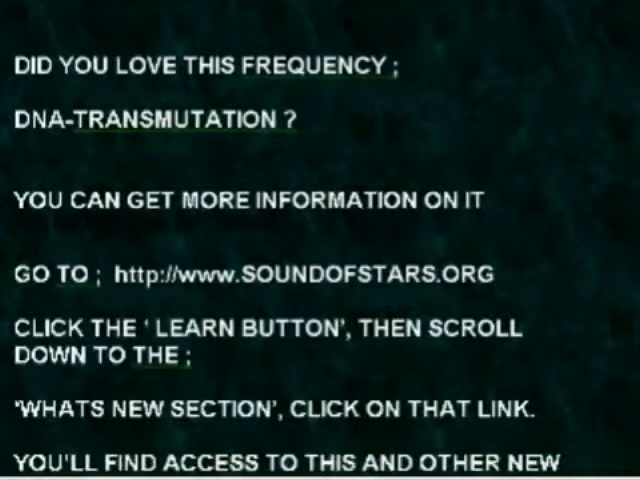 DID YOU LOVE THIS FREQUENCY ;
DNA-TRANSMUTATION ?
YOU CAN GET MORE INFORMATION ON IT
GO TO ;  http://www.SOUNDOFSTARS.ORG
CLICK THE ‘ LEARN BUTTON’, THEN SCROLL
DOWN TO THE ;
‘WHATS NEW SECTION’, CLICK ON THAT LINK.
YOU'LL FIND ACCESS TO THIS AND OTHER NEW